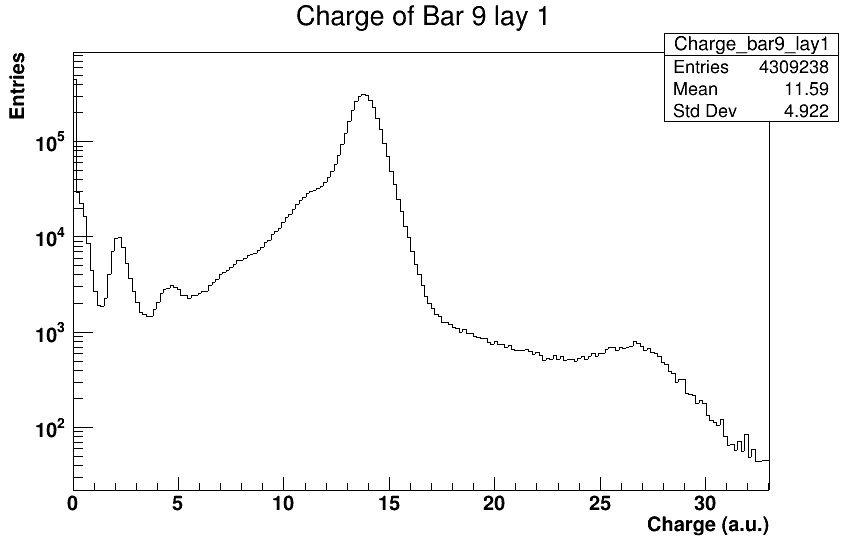 Charge of Bar 9 lay 1
Charge_bar9_lay1
Entries 4309238
Mean 11.59
Std Dev 4.922
Entries
10^5
10^4
10^3
10^2
0 5 10 15 20 25 30
Charge (a.u.)